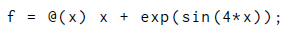 f = @(x) x + exp(sin(4*x));